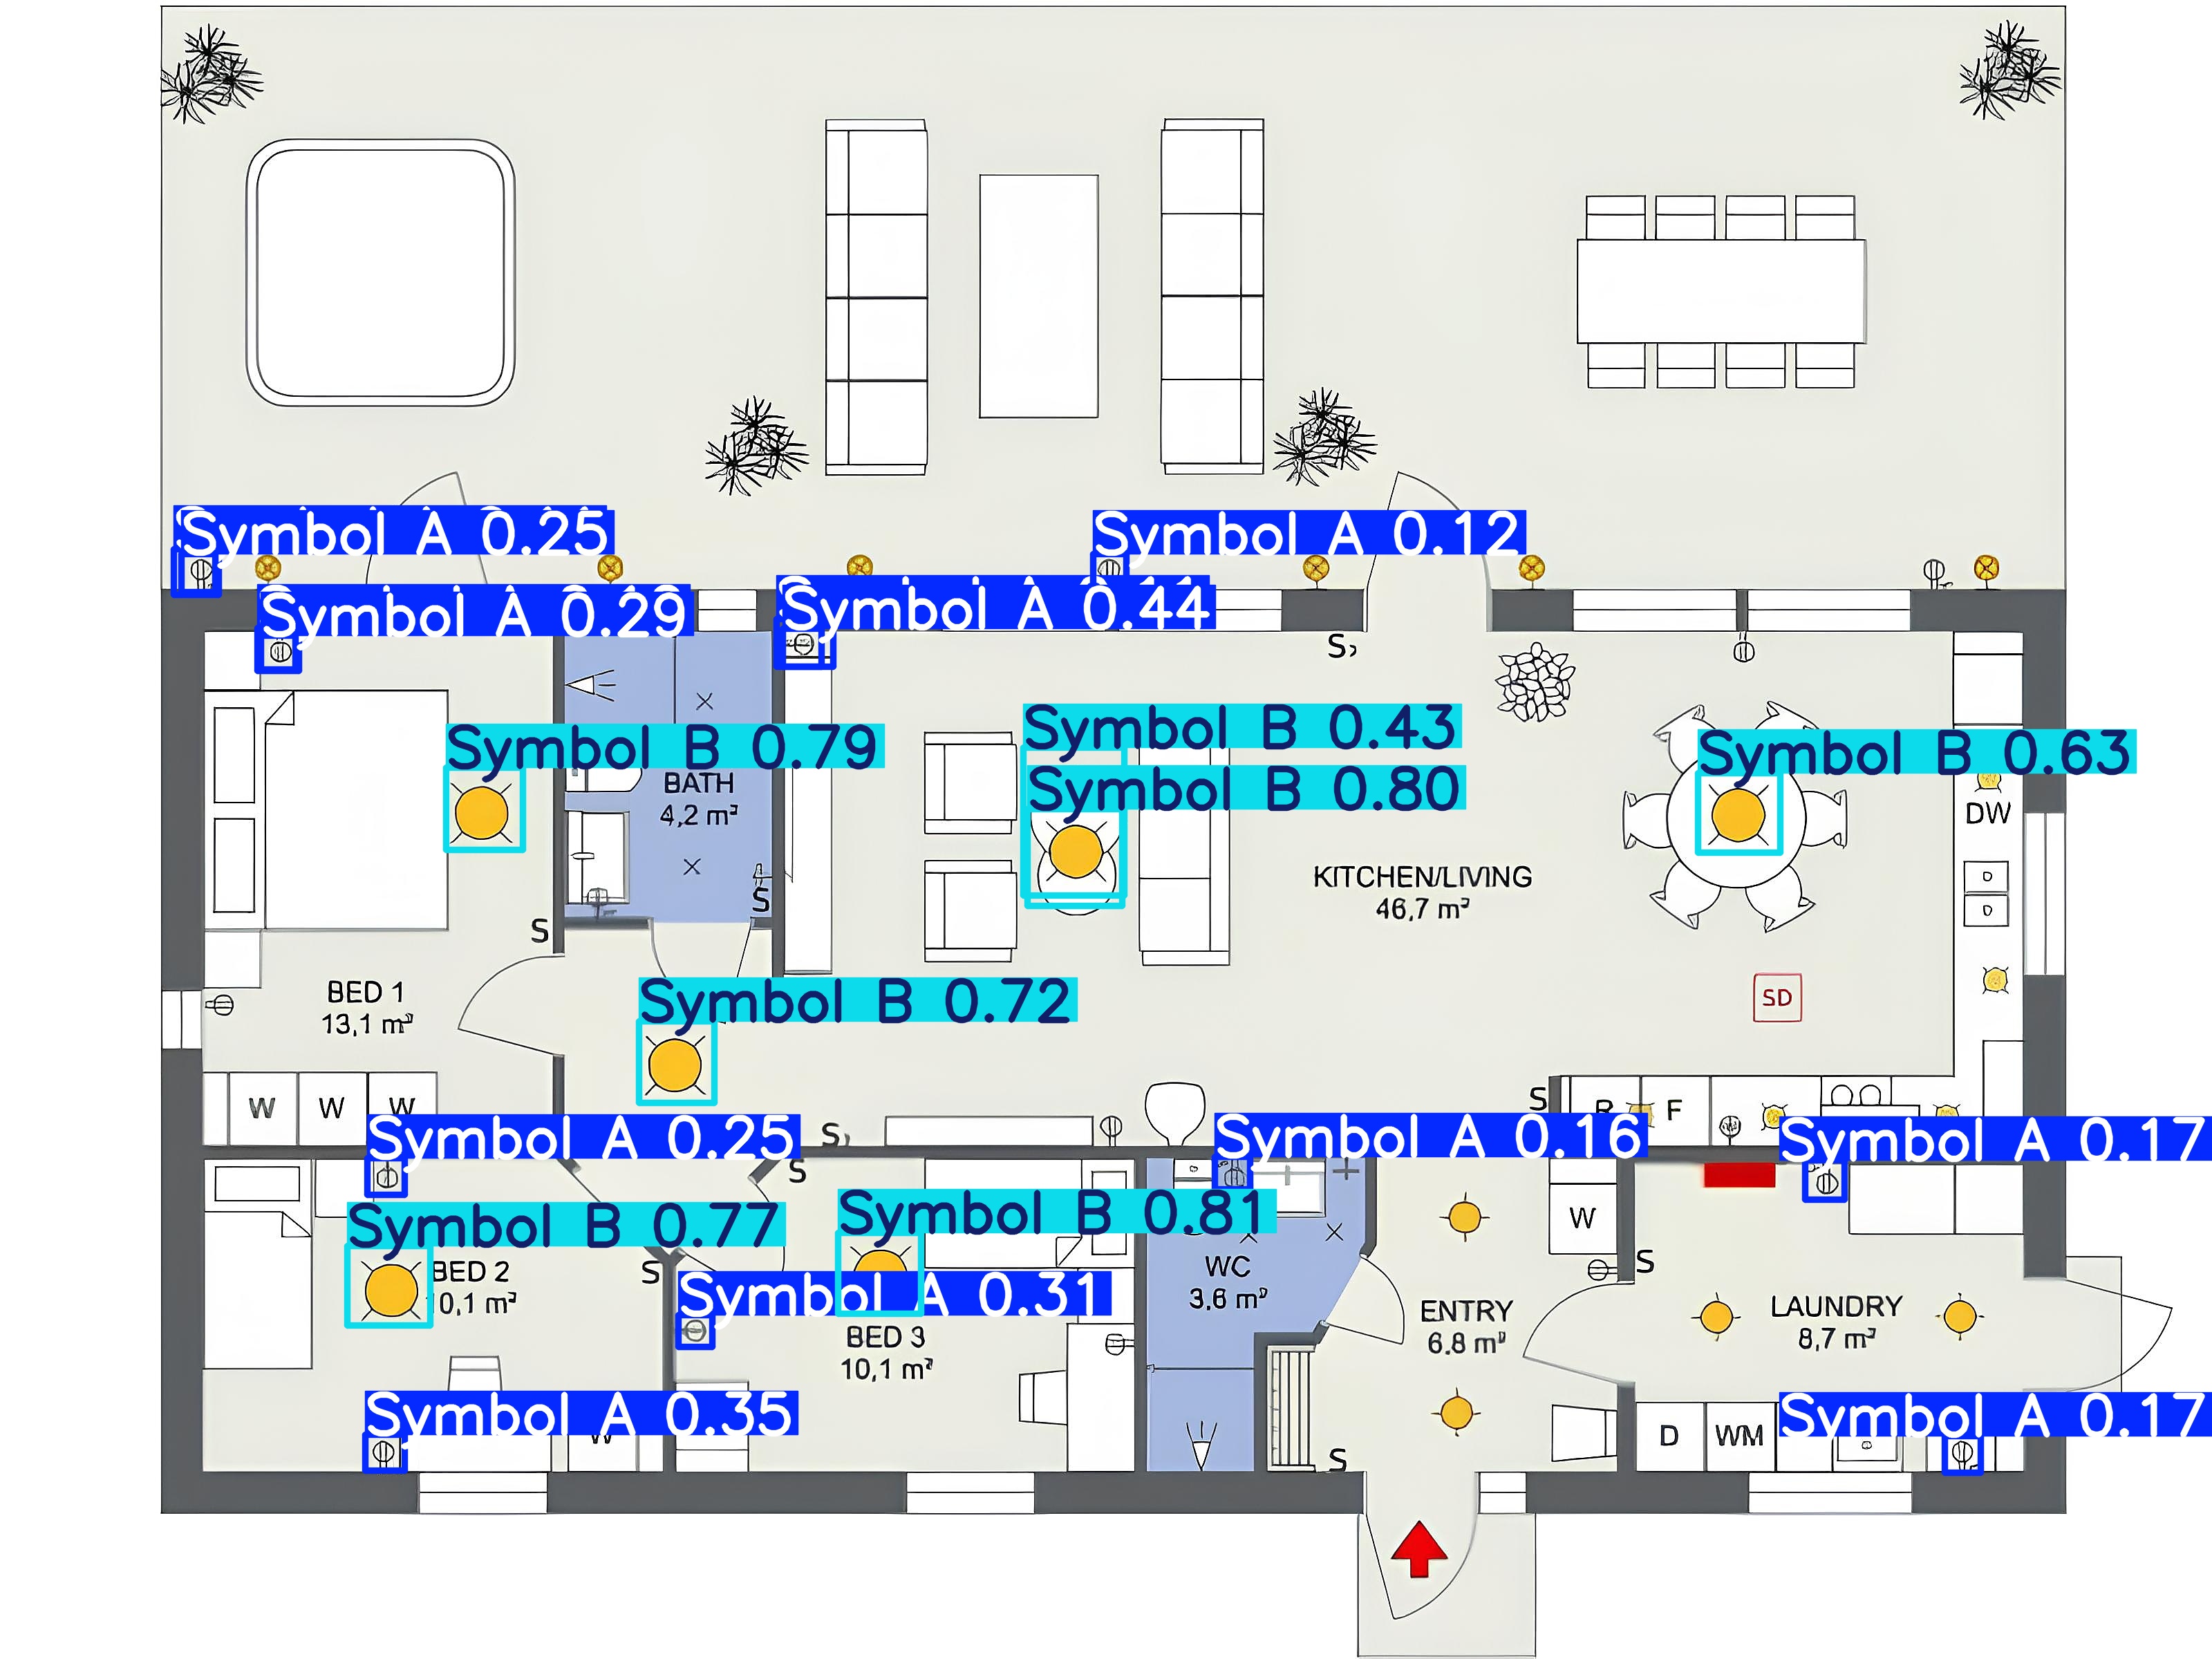 Symbol A 0.25
Symbol A 0.12
Symbol A 0.29
Symbol A 0.44
S
Symbol B 0.43
Symbol B 0.79
Symbol B 0.63
Symbol B 0.80
BATH
4,2 m²
DW
KITCHEN/LIVING
46,7 m²
S
S
BED 1
13,1 m²
Symbol B 0.72
SD
W
W
W
S
R
F
S
Symbol A 0.25
Symbol A 0.16
Symbol A 0.17
S
Symbol B 0.77
Symbol B 0.81
W
BED 2
10,1 m²
S
Symbol A 0.31
WC
3,6 m²
S
BED 3
10,1 m²
ENTRY
6,8 m²
LAUNDRY
8,7 m²
Symbol A 0.35
Symbol A 0.17
W
D
WM
S